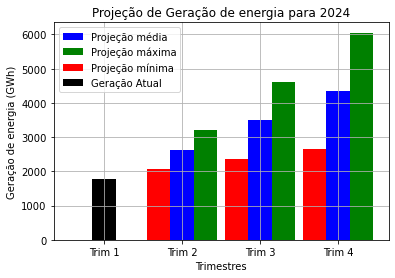 Projeção de Geração de energia para 2024
Geração de energia (GWh)
6000
5000
4000
3000
2000
1000
0
Projeção média
Projeção máxima
Projeção mínima
Geração Atual
Trim 1 Trim 2 Trim 3 Trim 4
Trimestres